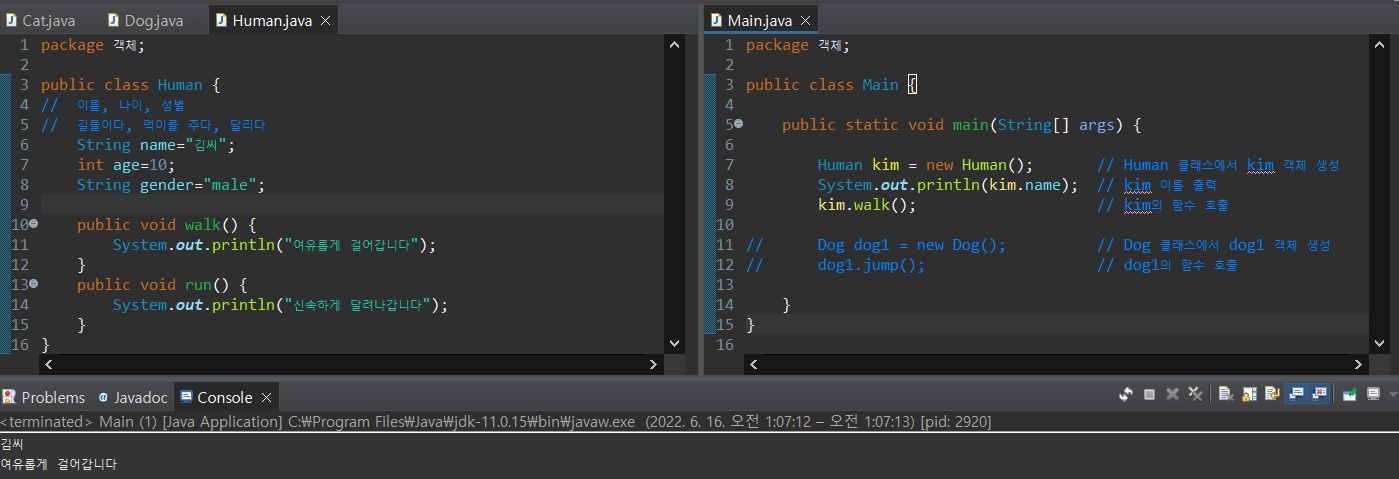 Cat.java Dog.java Human.java
1 package 객체;
2
3 public class Human {
4 // 이름, 나이, 성별
5 // 길들이다, 먹이를 주다, 달리다
6 String name="김씨";
7 int age=10;
8 String gender="male";
9
10 public void walk() {
11 System.out.println("여유롭게 걸어갑니다");
12 }
13 public void run() {
14 System.out.println("신속하게 달려나갑니다");
15 }
16 }
Main.java
1 package 객체;
2
3 public class Main {
4
5 public static void main(String[] args) {
6
7 Human kim = new Human(); // Human 클래스에서 kim 객체 생성
8 System.out.println(kim.name); // kim 이름 출력
9 kim.walk(); // kim의 함수 호출
10
11 // Dog dog1 = new Dog(); // Dog 클래스에서 dog1 객체 생성
12 // dog1.jump(); // dog1의 함수 호출
13
14 }
15 }
16
Problems Javadoc Console
<terminated> Main (1) [Java Application] C:₩Program Files₩Java₩jdk-11.0.15₩bin₩javaw.exe (2022. 6. 16. 오전 1:07:12 – 오전 1:07:13) [pid: 2920]
김씨
여유롭게 걸어갑니다